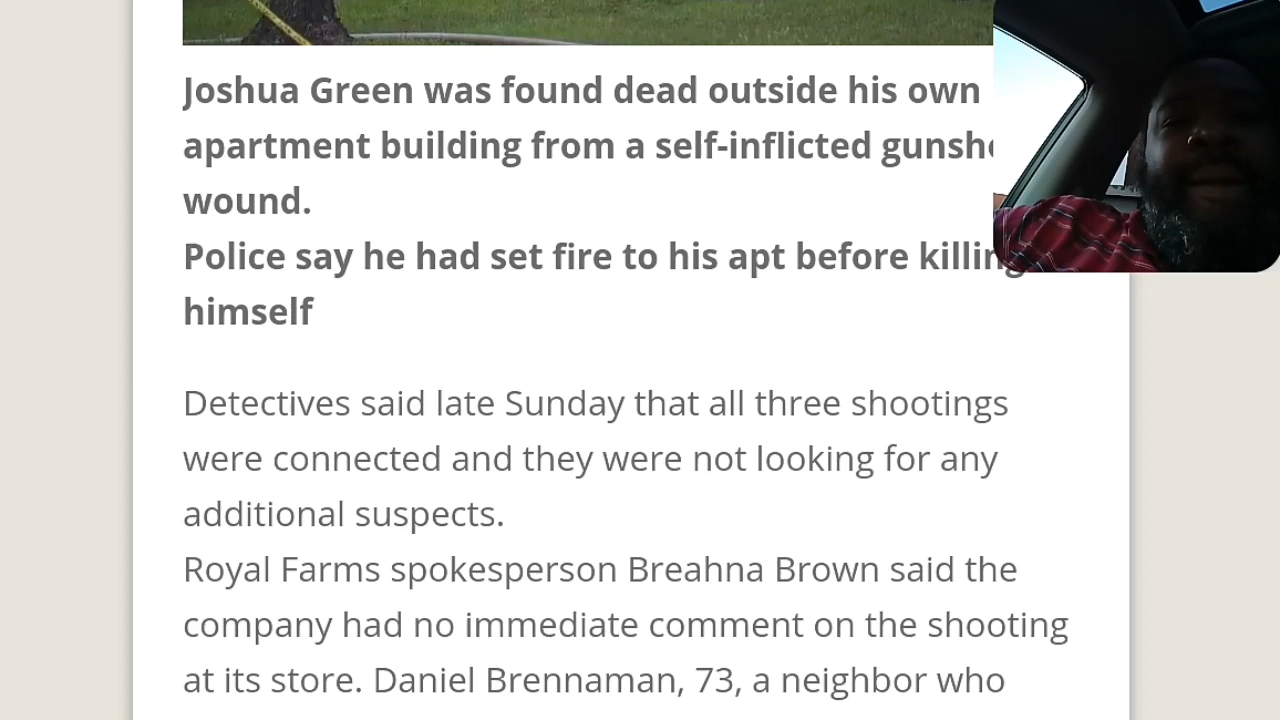 Joshua Green was found dead outside his own
apartment building from a self-inflicted
wound.
Police say he had set fire to his apt before killing
himself
Detectives said late Sunday that all three shootings
were connected and they were not looking for any
additional suspects.
Royal Farms spokesperson Breahna Brown said the
company had no immediate comment on the shooting
at its store. Daniel Brennaman, 73, a neighbor who